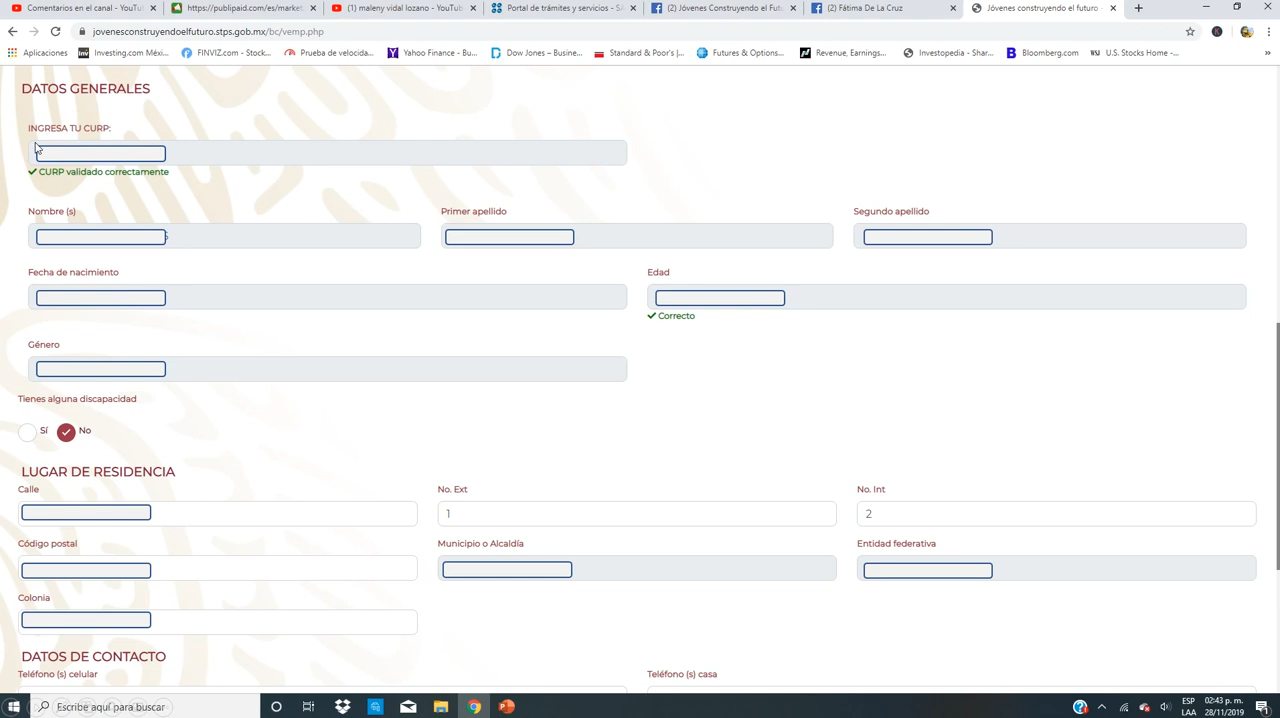 Comentarios en el canal - YouTu
https://publipaid.com/es/market
(1) maleny vidal lozano - YouTub
Portal de trámites y servicios - SA
(2) Jóvenes Construyendo el Futu
(2) Fátima De La Cruz
Jóvenes construyendo el futuro -
jovenesconstruyendoelfuturo.stps.gob.mx/bc/vemp.php
Aplicaciones
Investing.com Méxi...
FINVIZ.com - Stock...
Prueba de velocida...
Yahoo Finance - Bu...
Dow Jones – Busine...
Standard & Poor's |...
Futures & Options...
Revenue, Earnings...
Investopedia - Shar...
Bloomberg.com
U.S. Stocks Home -...
DATOS GENERALES
INGRESA TU CURP:
CURP validado correctamente
Nombre (s)
Primer apellido
Segundo apellido
Fecha de nacimiento
Edad
Correcto
Género
Tienes alguna discapacidad
Sí
No
LUGAR DE RESIDENCIA
Calle
No. Ext
No. Int
1
2
Código postal
Municipio o Alcaldía
Entidad federativa
Colonia
DATOS DE CONTACTO
Teléfono (s) celular
Teléfono (s) casa
Escribe aquí para buscar
ESP
LAA
02:43 p. m.
28/11/2019